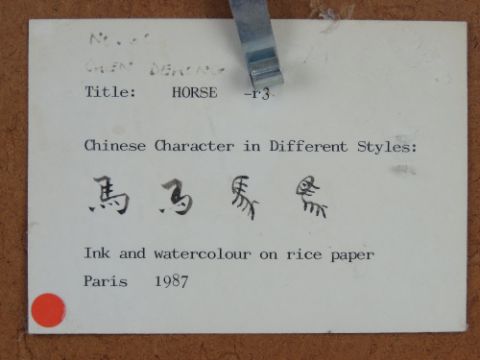 Title: HORSE -r3-
Chinese Character in Different Styles:
馬 馬 馬 馬
Ink and watercolour on rice paper
Paris 1987